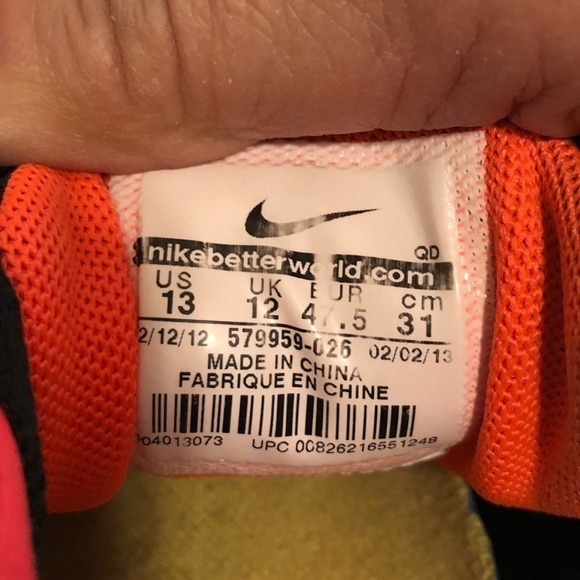 nikebetterworld.com QD
US UK EUR cm
13 12 47.5 31
2/12/12 579959-026 02/02/13
MADE IN CHINA
FABRIQUE EN CHINE
004013073 UPC 00826216551248